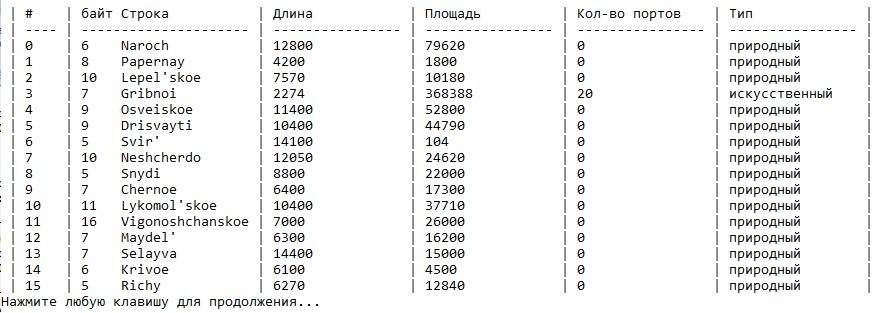 | # | байт Строка | Длина | Площадь | Кол-во портов | Тип |
| ---- | --------------------- | ---------------- | ---------------- | ---------------- | ---------------- |
| 0 | 6 Naroch | 12800 | 79620 | 0 | природный |
| 1 | 8 Papernay | 4200 | 1800 | 0 | природный |
| 2 | 10 Lepel'skoe | 7570 | 10180 | 0 | природный |
| 3 | 7 Gribnoi | 2274 | 368388 | 20 | искусственный |
| 4 | 9 Osveiskoe | 11400 | 52800 | 0 | природный |
| 5 | 9 Drisvayti | 10400 | 44790 | 0 | природный |
| 6 | 5 Svir' | 14100 | 104 | 0 | природный |
| 7 | 10 Neshcherdo | 12050 | 24620 | 0 | природный |
| 8 | 5 Snydi | 8800 | 22000 | 0 | природный |
| 9 | 7 Chernoe | 6400 | 17300 | 0 | природный |
| 10 | 11 Lykomol'skoe | 10400 | 37710 | 0 | природный |
| 11 | 16 Vigonoshchanskoe | 7000 | 26000 | 0 | природный |
| 12 | 7 Maydel' | 6300 | 16200 | 0 | природный |
| 13 | 7 Selayva | 14400 | 15000 | 0 | природный |
| 14 | 6 Krivoe | 6100 | 4500 | 0 | природный |
| 15 | 5 Richy | 6270 | 12840 | 0 | природный |
Нажмите любую клавишу для продолжения...